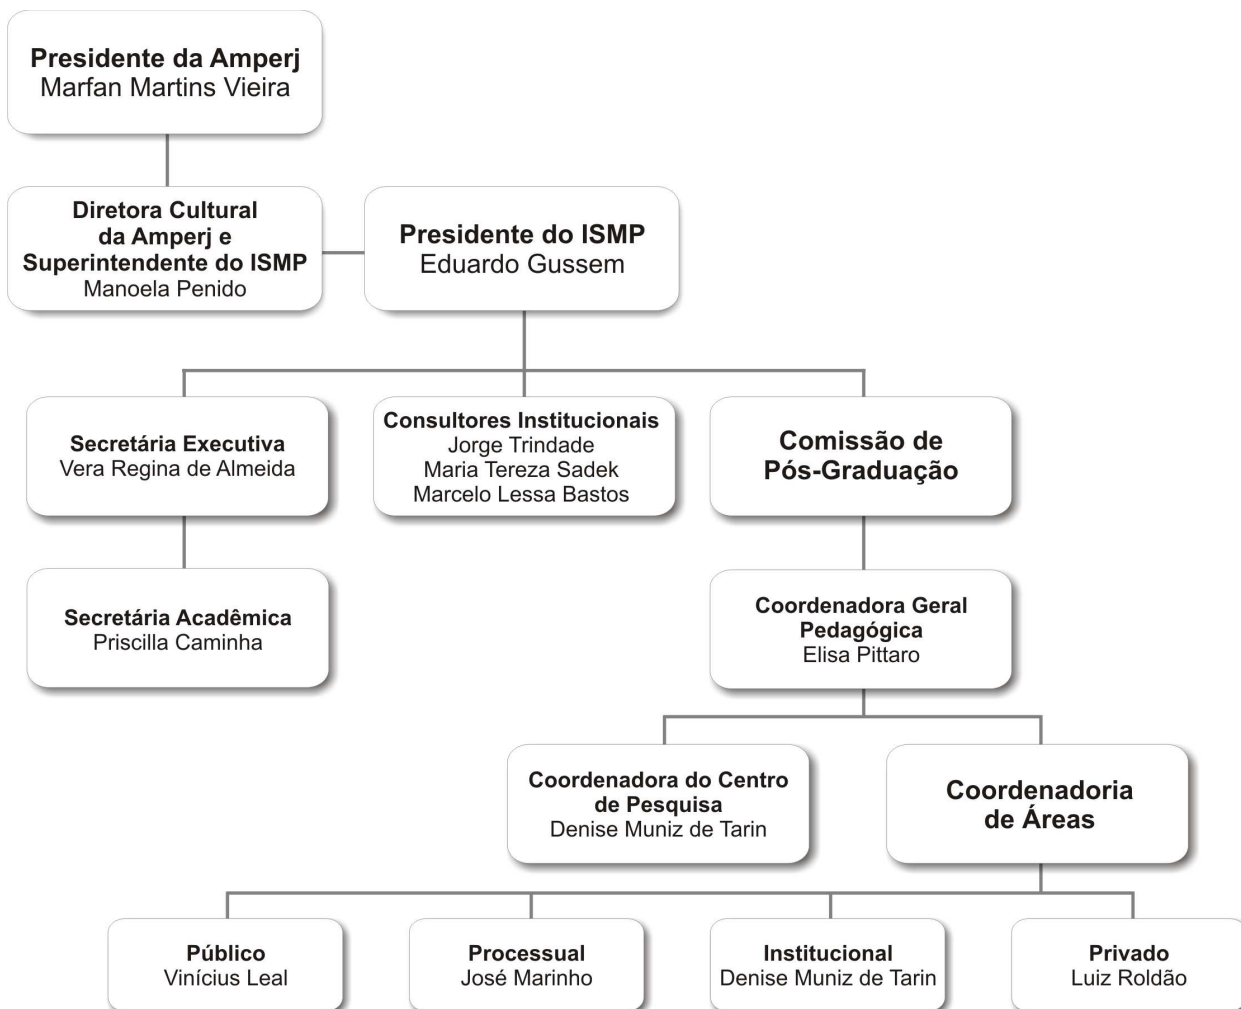 Presidente da Amperj
Marfan Martins Vieira
Diretora Cultural
da Amperj e
Superintendente do ISMP
Manoela Penido
Presidente do ISMP
Eduardo Gussem
Secretária Executiva
Vera Regina de Almeida
Consultores Institucionais
Jorge Trindade
Maria Tereza Sadek
Marcelo Lessa Bastos
Comissão de
Pós-Graduação
Secretária Acadêmica
Priscilla Caminha
Coordenadora Geral
Pedagógica
Elisa Pittaro
Coordenadora do Centro
de Pesquisa
Denise Muniz de Tarin
Coordenadoria
de Áreas
Público
Vinícius Leal
Processual
José Marinho
Institucional
Denise Muniz de Tarin
Privado
Luiz Roldão